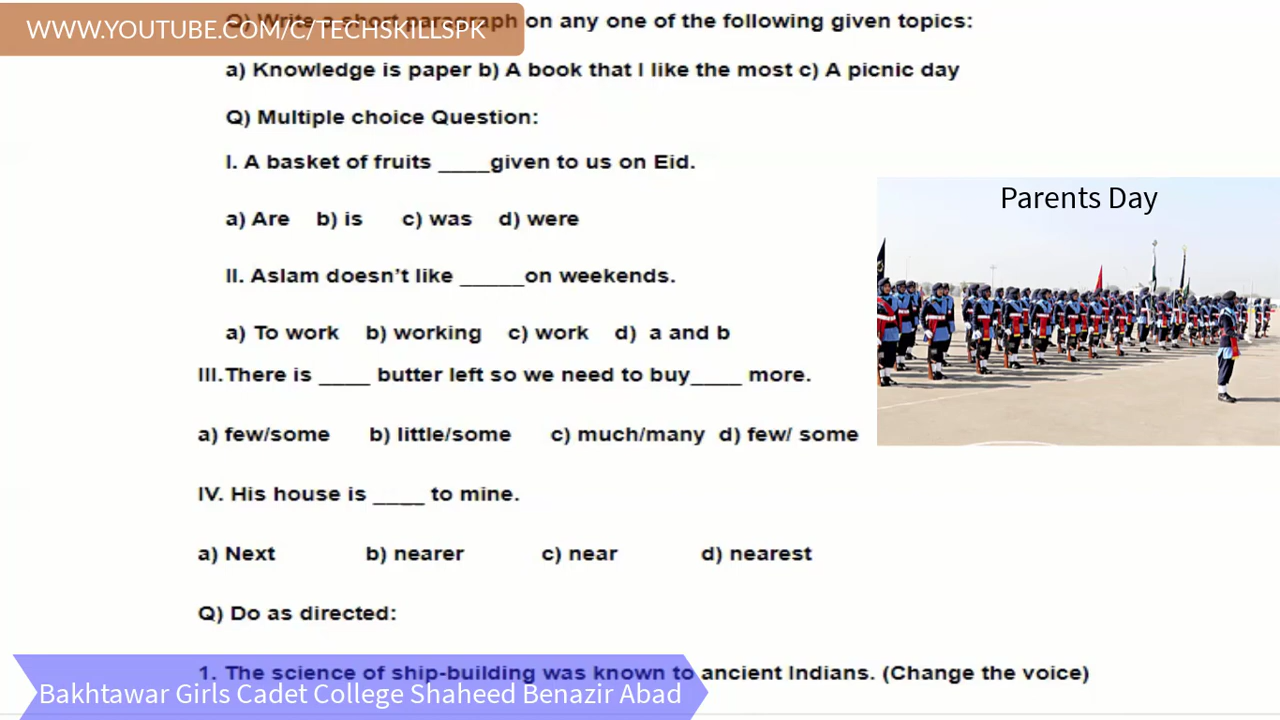 WWW.YOUTUBE.COM/C/TECHSKILLSPK
Q) Write a short paragraph on any one of the following given topics:
a) Knowledge is paper b) A book that I like the most c) A picnic day
Q) Multiple choice Question:
I. A basket of fruits ____given to us on Eid.
a) Are b) is c) was d) were
II. Aslam doesn't like _____on weekends.
a) To work b) working c) work d) a and b
III.There is ____ butter left so we need to buy____ more.
a) few/some b) little/some c) much/many d) few/ some
IV. His house is ____ to mine.
a) Next b) nearer c) near d) nearest
Q) Do as directed:
1. The science of ship-building was known to ancient Indians. (Change the voice)
Bakhtawar Girls Cadet College Shaheed Benazir Abad
Parents Day